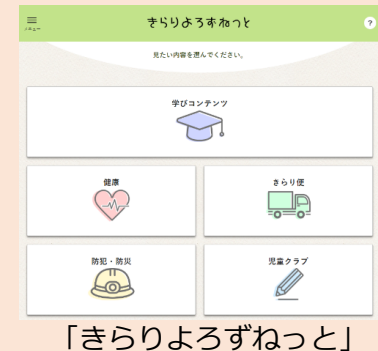 きらりよろずねっと
?
メニュー
見たい内容を選んでください。
学びコンテンツ
健康
きらり便
防犯・防災
児童クラブ
「きらりよろずねっと」